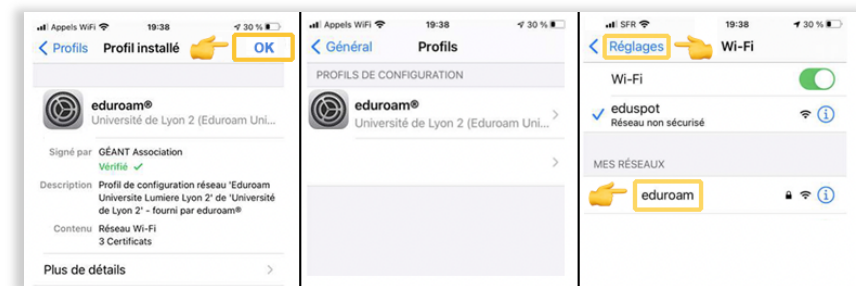 Appels WiFi 19:38 30 %
Profils Profil installé OK
eduroam®
Université de Lyon 2 (Eduroam Uni...
Signé par GÉANT Association
Vérifié ✓
Description Profil de configuration réseau 'Eduroam
Universite Lumiere Lyon 2' de 'Université
de Lyon 2' - fourni par eduroam®
Contenu Réseau Wi-Fi
3 Certificats
Plus de détails
Appels WiFi 19:38 30 %
Général Profils
PROFILS DE CONFIGURATION
eduroam®
Université de Lyon 2 (Eduroam Uni...
SFR 19:38 30 %
Réglages Wi-Fi
Wi-Fi
eduspot
Réseau non sécurisé
MES RÉSEAUX
eduroam